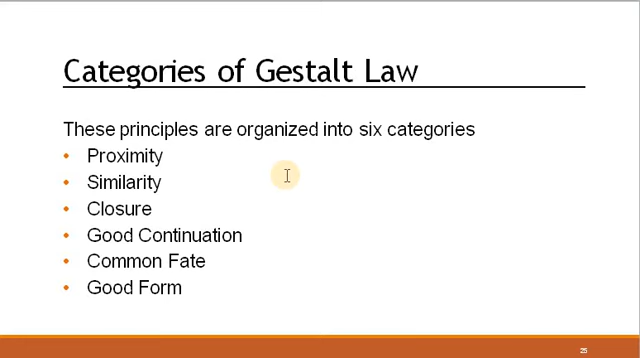 Categories of Gestalt Law
These principles are organized into six categories
• Proximity
• Similarity
• Closure
• Good Continuation
• Common Fate
• Good Form
25